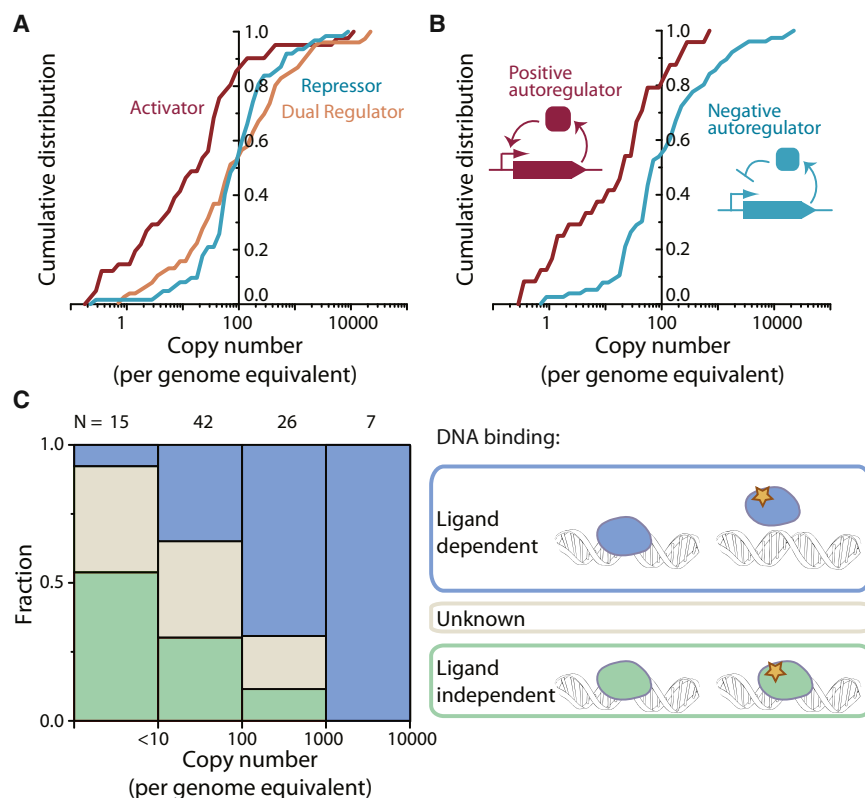 A
Cumulative distribution
1.0
0.8
0.6
0.4
0.2
0.0
Activator
Repressor
Dual Regulator
1
100
10000
Copy number
(per genome equivalent)
B
Cumulative distribution
1.0
0.8
0.6
0.4
0.2
0.0
Positive
autoregulator
Negative
autoregulator
1
100
10000
Copy number
(per genome equivalent)
C
N = 15
42
26
7
Fraction
1.0
0.5
0.0
<10
100
1000
10000
Copy number
(per genome equivalent)
DNA binding:
Ligand
dependent
Unknown
Ligand
independent